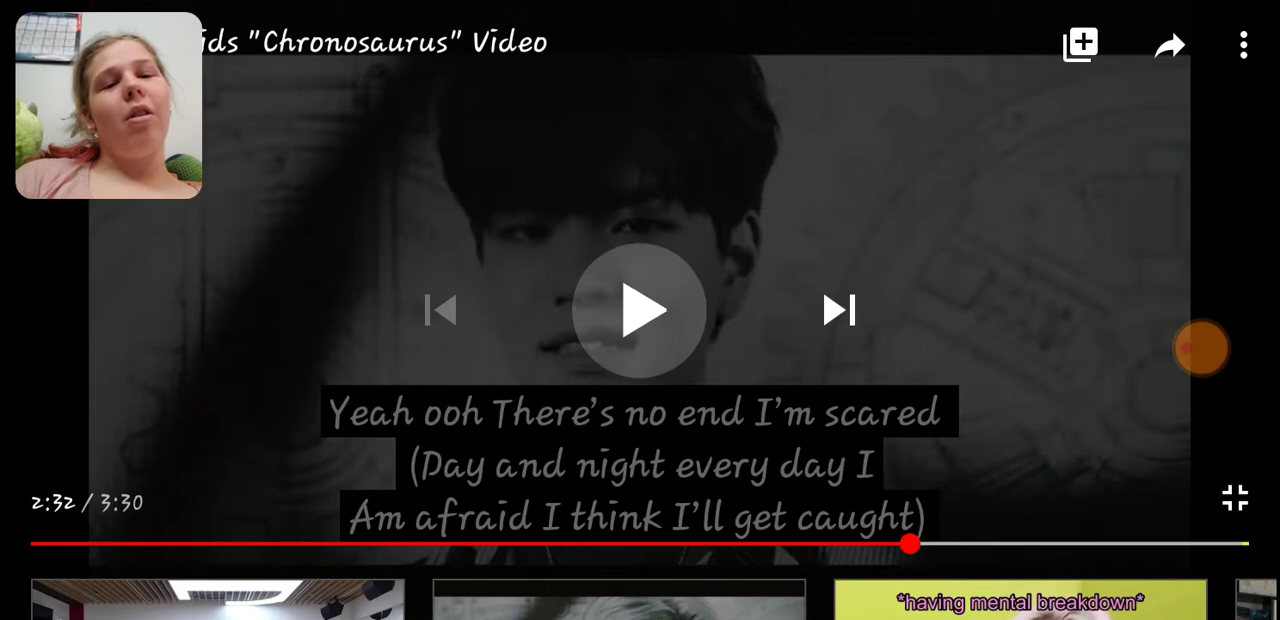 ids "Chronosaurus" Video
Yeah ooh There's no end I'm scared
(Day and night every day I
Am afraid I think I'll get caught)
2:32 / 3:30
*having mental breakdown*